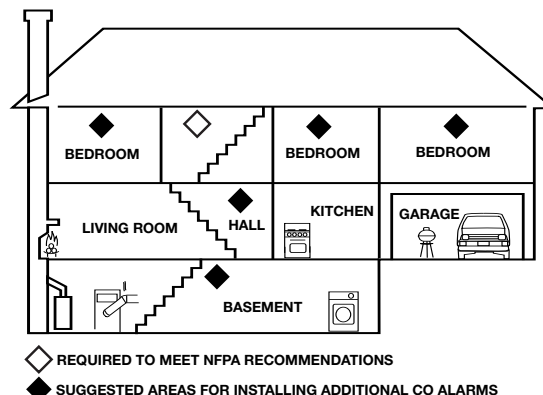 BEDROOM
BEDROOM
BEDROOM
LIVING ROOM
HALL
KITCHEN
GARAGE
BASEMENT
REQUIRED TO MEET NFPA RECOMMENDATIONS
SUGGESTED AREAS FOR INSTALLING ADDITIONAL CO ALARMS